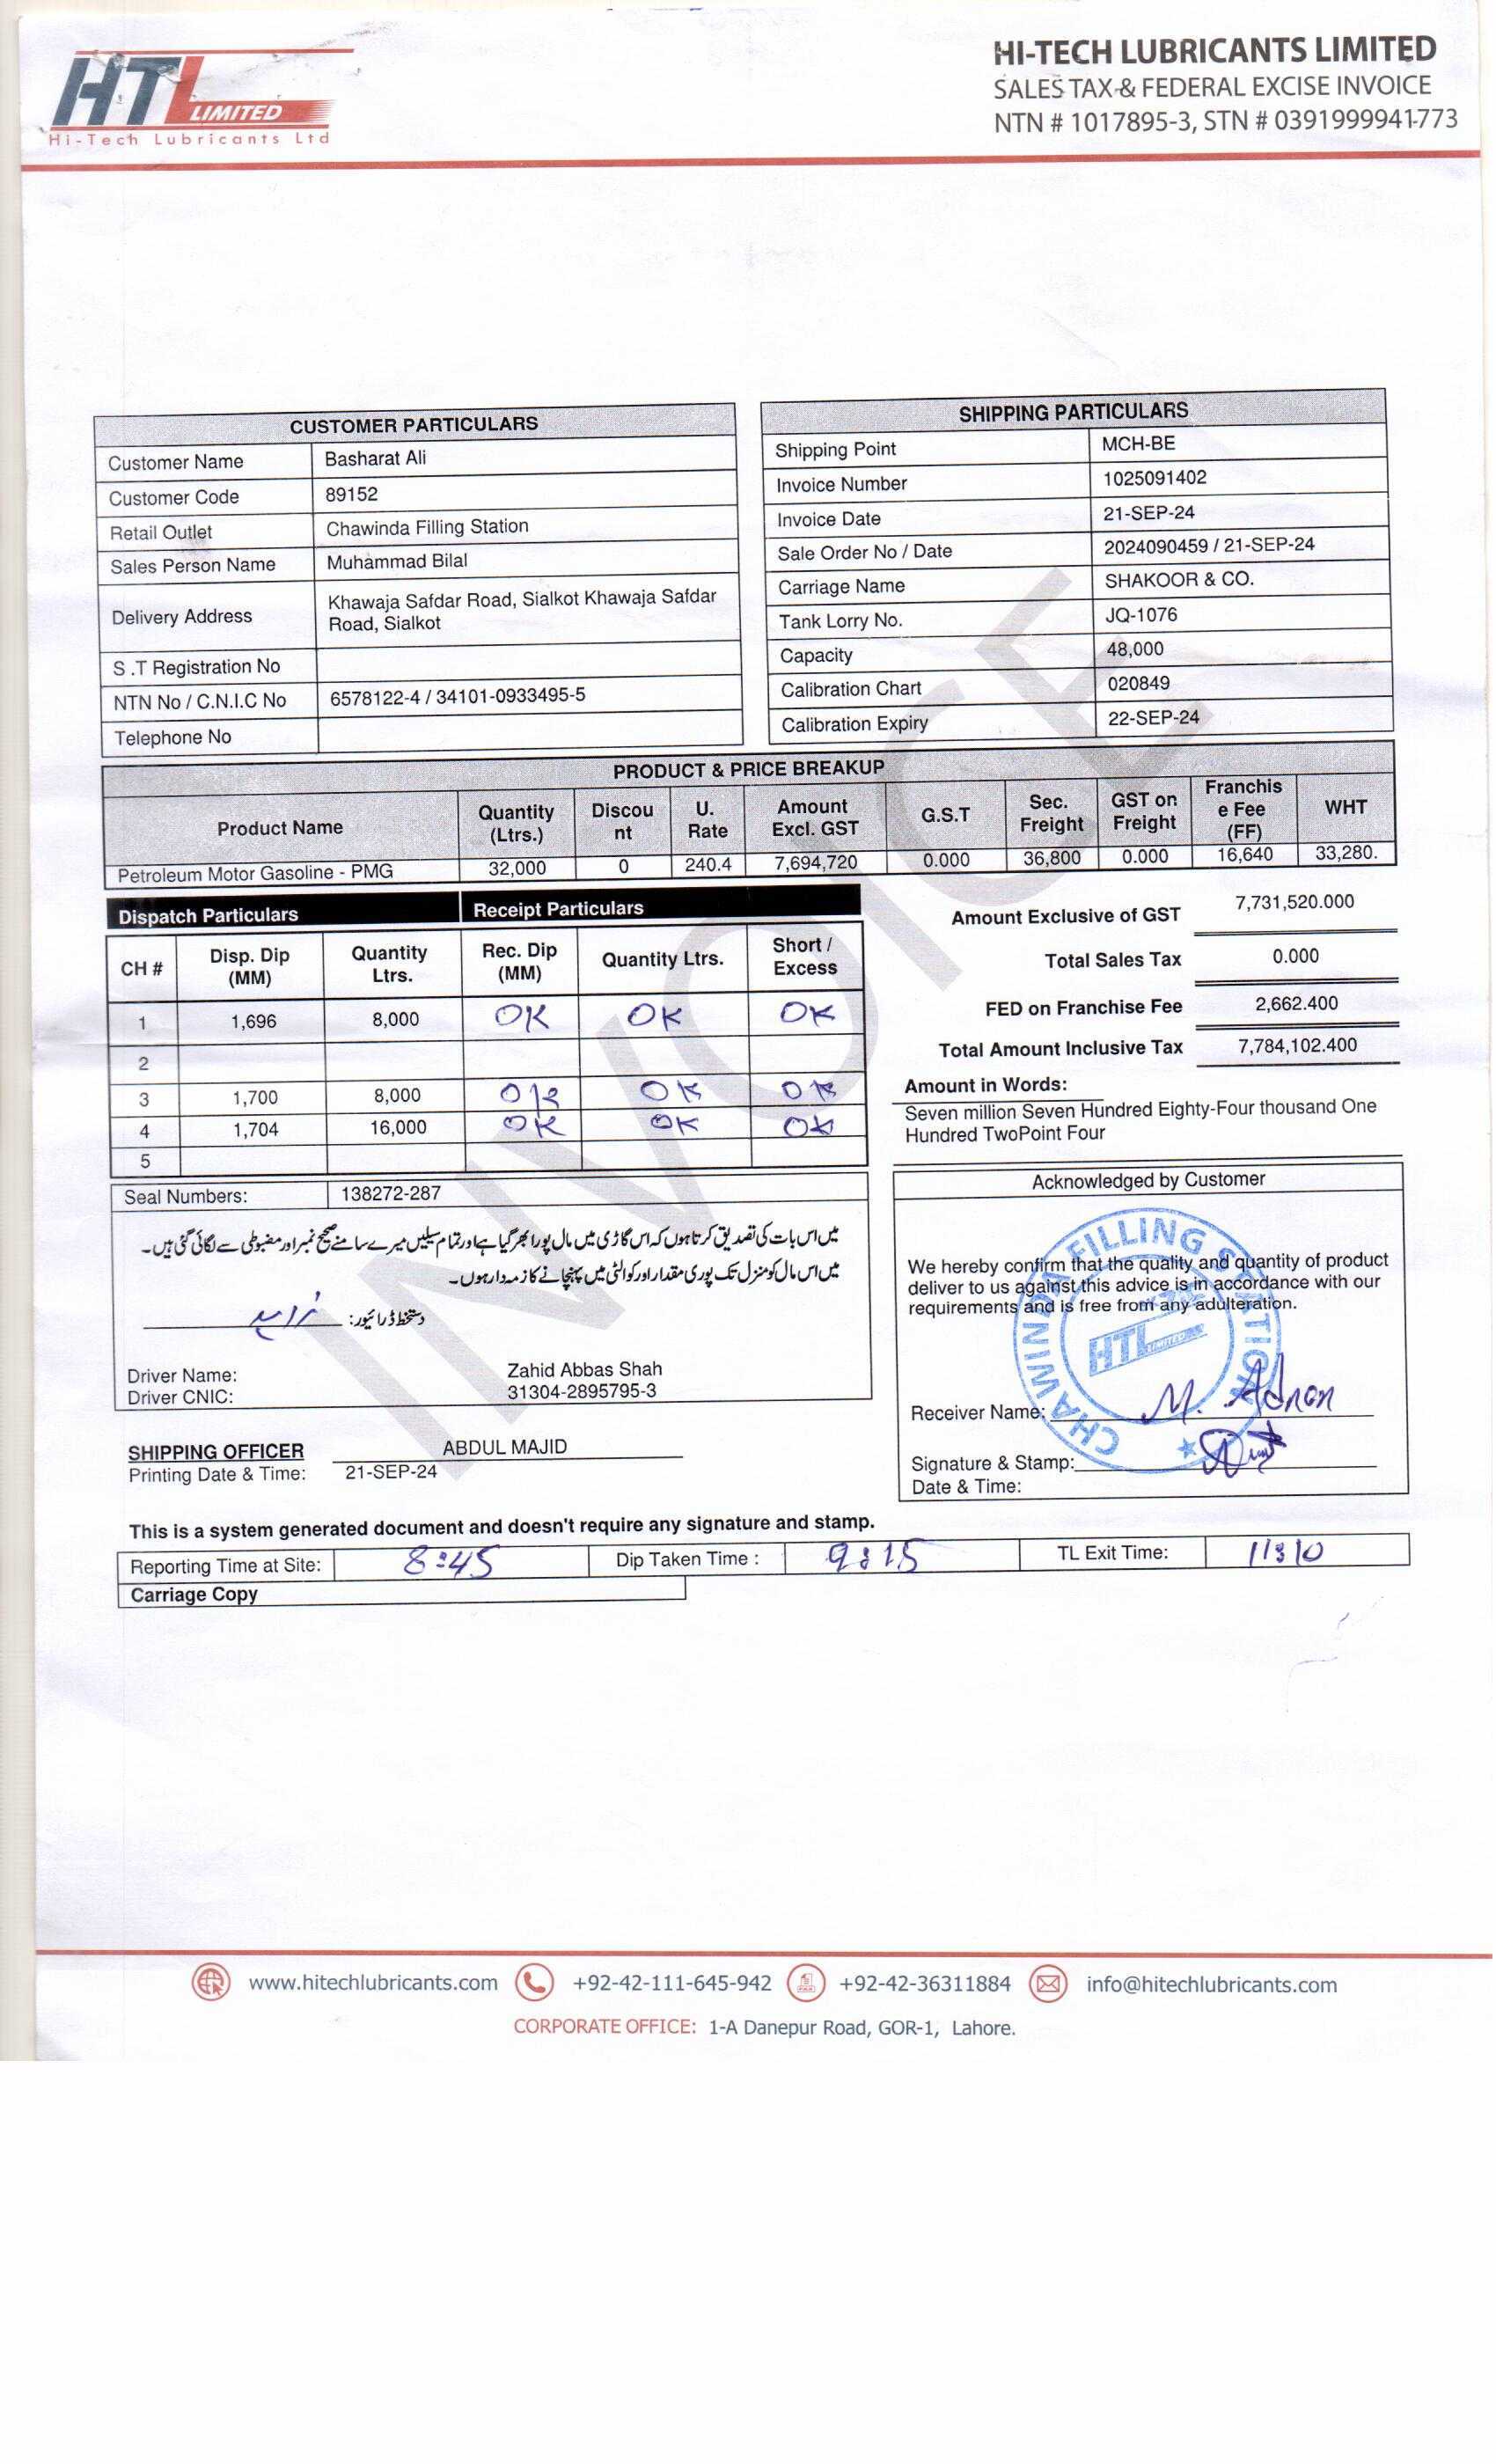 HTL LIMITED
Hi-Tech Lubricants Ltd
HI-TECH LUBRICANTS LIMITED
SALES TAX & FEDERAL EXCISE INVOICE
NTN # 1017895-3, STN # 0391999941-773
CUSTOMER PARTICULARS
Customer Name Basharat Ali
Customer Code 89152
Retail Outlet Chawinda Filling Station
Sales Person Name Muhammad Bilal
Delivery Address Khawaja Safdar Road, Sialkot Khawaja Safdar
Road, Sialkot
S .T Registration No
NTN No / C.N.I.C No 6578122-4 / 34101-0933495-5
Telephone No
SHIPPING PARTICULARS
Shipping Point MCH-BE
Invoice Number 1025091402
Invoice Date 21-SEP-24
Sale Order No / Date 2024090459 / 21-SEP-24
Carriage Name SHAKOOR & CO.
Tank Lorry No. JQ-1076
Capacity 48,000
Calibration Chart 020849
Calibration Expiry 22-SEP-24
INVOICE
PRODUCT & PRICE BREAKUP
Product Name Quantity (Ltrs.) Discou nt U. Rate Amount Excl. GST G.S.T Sec. Freight GST on Freight Franchis e Fee (FF) WHT
Petroleum Motor Gasoline - PMG 32,000 0 240.4 7,694,720 0.000 36,800 0.000 16,640 33,280.
Dispatch Particulars Receipt Particulars
CH # Disp. Dip (MM) Quantity Ltrs. Rec. Dip (MM) Quantity Ltrs. Short / Excess
1 1,696 8,000 OK OK OK
2
3 1,700 8,000 OK OK OK
4 1,704 16,000 OK OK OK
5
Amount Exclusive of GST 7,731,520.000
Total Sales Tax 0.000
FED on Franchise Fee 2,662.400
Total Amount Inclusive Tax 7,784,102.400
Amount in Words:
Seven million Seven Hundred Eighty-Four thousand One
Hundred TwoPoint Four
Seal Numbers: 138272-287
میں اس بات کی تصدیق کرتا ہوں کہ اس گاڑی میں مال پورا بھر گیا ہے اور تمام سیلیں میرے سامنے صحیح نمبر اور مضبوطی سے لگائی گئی ہیں۔
میں اس مال کو منزل تک پوری مقدار اور کوالٹی میں پہنچانے کا زمہ دار ہوں۔
دستخط ڈرائیور:
Driver Name: Zahid Abbas Shah
Driver CNIC: 31304-2895795-3
SHIPPING OFFICER ABDUL MAJID
Printing Date & Time: 21-SEP-24
Acknowledged by Customer
We hereby confirm that the quality and quantity of product
deliver to us against this advice is in accordance with our
requirements and is free from any adulteration.
CHAWINDA FILLING STATION
HTL
Receiver Name: M. Adnan
Signature & Stamp:
Date & Time:
This is a system generated document and doesn't require any signature and stamp.
Reporting Time at Site: 8:45 Dip Taken Time : 9:15 TL Exit Time: 11:10
Carriage Copy
www.hitechlubricants.com +92-42-111-645-942 +92-42-36311884 info@hitechlubricants.com
CORPORATE OFFICE: 1-A Danepur Road, GOR-1, Lahore.